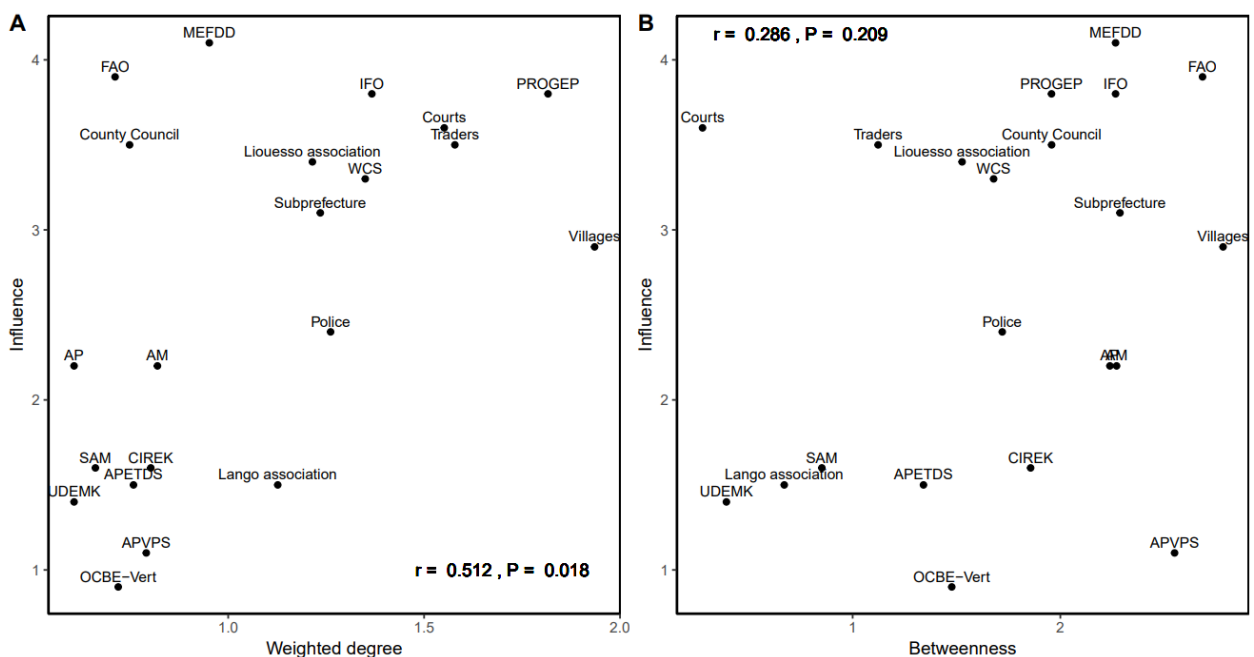 A
MEFDD
FAO
IFO
PROGEP
Courts
County Council
Traders
Liouesso association
WCS
Subprefecture
Villages
Police
AP
AM
SAM
CIREK
APETDS
Lango association
UDEMK
APVPS
OCBE−Vert
r = 0.512 , P = 0.018
4
3
2
1
Influence
1.0
1.5
2.0
Weighted degree
B
r = 0.286 , P = 0.209
MEFDD
FAO
PROGEP
IFO
Courts
Traders
County Council
Liouesso association
WCS
Subprefecture
Villages
Police
AP
AM
SAM
CIREK
Lango association
APETDS
UDEMK
APVPS
OCBE−Vert
4
3
2
1
Influence
1
2
Betweenness